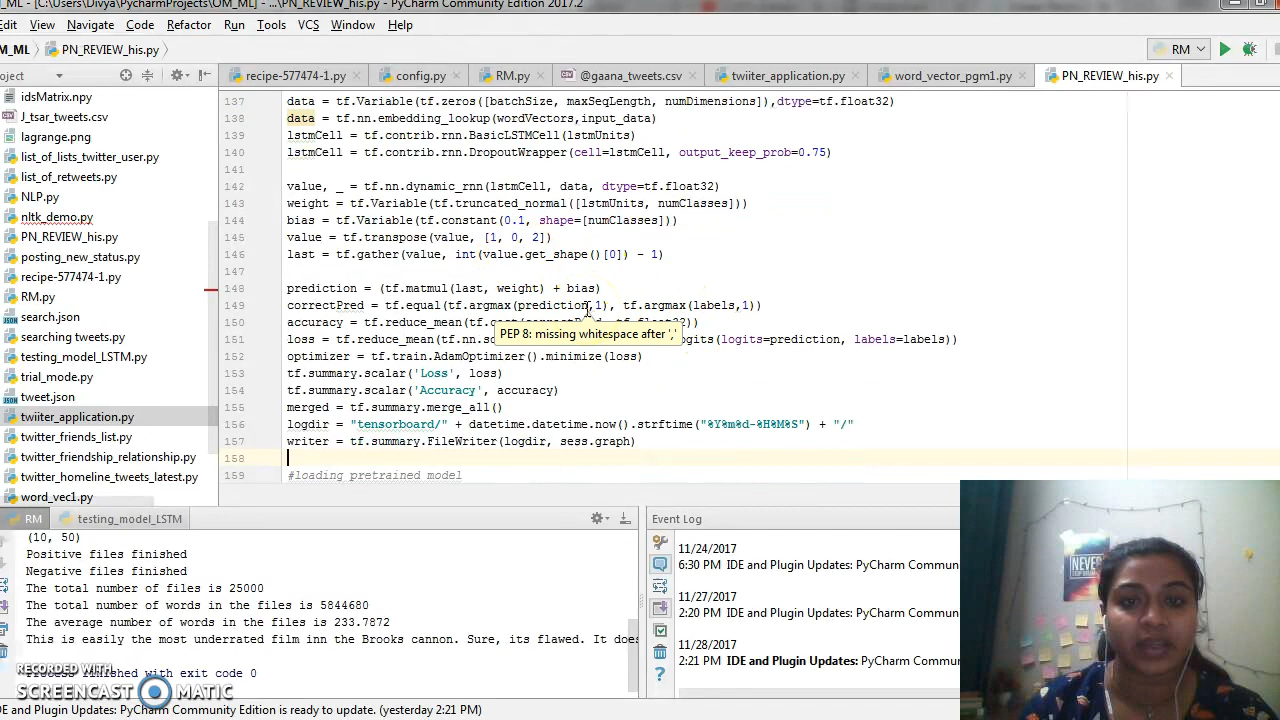 _ML - [C:\Users\Divya\PycharmProjects\OM_ML] - ...\PN_REVIEW_his.py - PyCharm Community Edition 2017.2
Edit View Navigate Code Refactor Run Tools VCS Window Help
M_ML PN_REVIEW_his.py RM
oject recipe-577474-1.py config.py RM.py @gaana_tweets.csv twiiter_application.py word_vector_pgm1.py PN_REVIEW_his.py
idsMatrix.npy
J_tsar_tweets.csv
lagrange.png
list_of_lists_twitter_user.py
list_of_retweets.py
NLP.py
nltk_demo.py
PN_REVIEW_his.py
posting_new_status.py
recipe-577474-1.py
RM.py
search.json
searching tweets.py
testing_model_LSTM.py
trial_mode.py
tweet.json
twiiter_application.py
twitter_friends_list.py
twitter_friendship_relationship.py
twitter_homeline_tweets_latest.py
word_vec1.py
137 data = tf.Variable(tf.zeros([batchSize, maxSeqLength, numDimensions]),dtype=tf.float32)
138 data = tf.nn.embedding_lookup(wordVectors,input_data)
139 lstmCell = tf.contrib.rnn.BasicLSTMCell(lstmUnits)
140 lstmCell = tf.contrib.rnn.DropoutWrapper(cell=lstmCell, output_keep_prob=0.75)
141
142 value, _ = tf.nn.dynamic_rnn(lstmCell, data, dtype=tf.float32)
143 weight = tf.Variable(tf.truncated_normal([lstmUnits, numClasses]))
144 bias = tf.Variable(tf.constant(0.1, shape=[numClasses]))
145 value = tf.transpose(value, [1, 0, 2])
146 last = tf.gather(value, int(value.get_shape()[0]) - 1)
147
148 prediction = (tf.matmul(last, weight) + bias)
149 correctPred = tf.equal(tf.argmax(prediction,1), tf.argmax(labels,1))
150 accuracy = tf.reduce_mean(
PEP 8: missing whitespace after ','
151 loss = tf.reduce_mean(tf.nn. logits(logits=prediction, labels=labels))
152 optimizer = tf.train.AdamOptimizer().minimize(loss)
153 tf.summary.scalar('Loss', loss)
154 tf.summary.scalar('Accuracy', accuracy)
155 merged = tf.summary.merge_all()
156 logdir = "tensorboard/" + datetime.datetime.now().strftime("%Y%m%d-%H%M%S") + "/"
157 writer = tf.summary.FileWriter(logdir, sess.graph)
158
159 #loading pretrained model
RM testing_model_LSTM
(10, 50)
Positive files finished
Negative files finished
The total number of files is 25000
The total number of words in the files is 5844680
The average number of words in the files is 233.7872
This is easily the most underrated film inn the Brooks cannon. Sure, its flawed. It does
Process finished with exit code 0
RECORDED WITH
SCREENCAST MATIC
Event Log
11/24/2017
6:30 PM IDE and Plugin Updates: PyCharm Commun
11/27/2017
2:20 PM IDE and Plugin Updates: PyCharm Commun
11/28/2017
2:21 PM IDE and Plugin Updates: PyCharm Commun
NEVER
DE and Plugin Updates: PyCharm Community Edition is ready to update. (yesterday 2:21 PM)